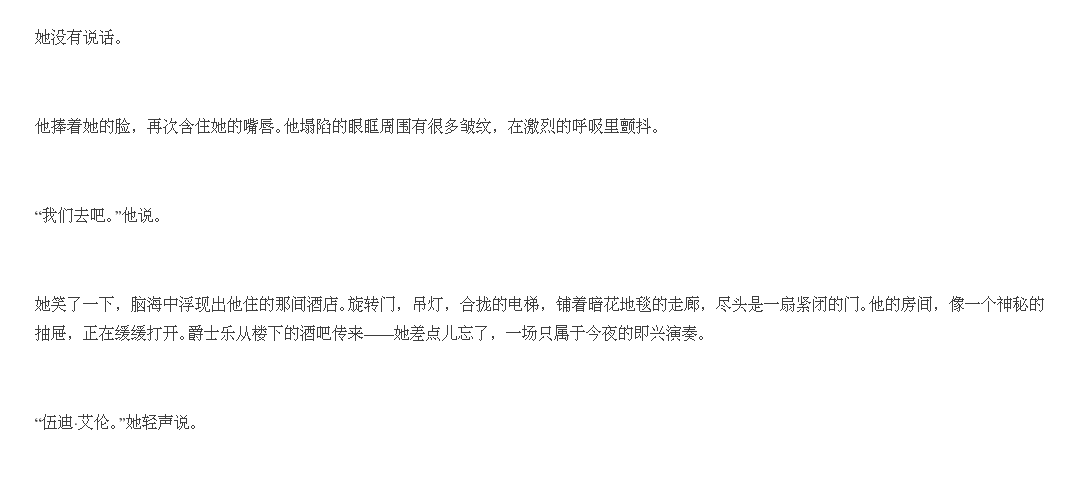 她没有说话。
他捧着她的脸，再次含住她的嘴唇。他塌陷的眼眶周围有很多皱纹，在激烈的呼吸里颤抖。
“我们去吧。”他说。
她笑了一下，脑海中浮现出他住的那间酒店。旋转门，吊灯，合拢的电梯，铺着暗花地毯的走廊，尽头是一扇紧闭的门。他的房间，像一个神秘的
抽屉，正在缓缓打开。爵士乐从楼下的酒吧传来——她差点儿忘了，一场只属于今夜的即兴演奏。
“伍迪·艾伦。”她轻声说。